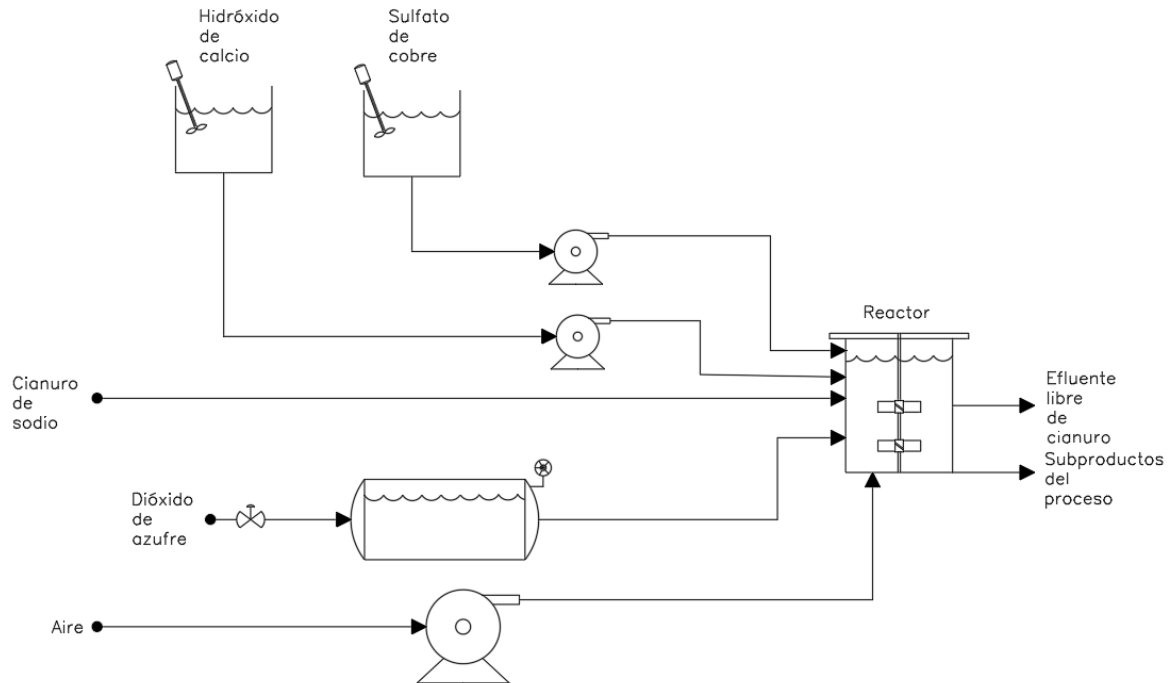 Hidróxido
de
calcio
Sulfato
de
cobre
Reactor
Cianuro
de
sodio
Efluente
libre
de
cianuro
Subproductos
del
proceso
Dióxido
de
azufre
Aire